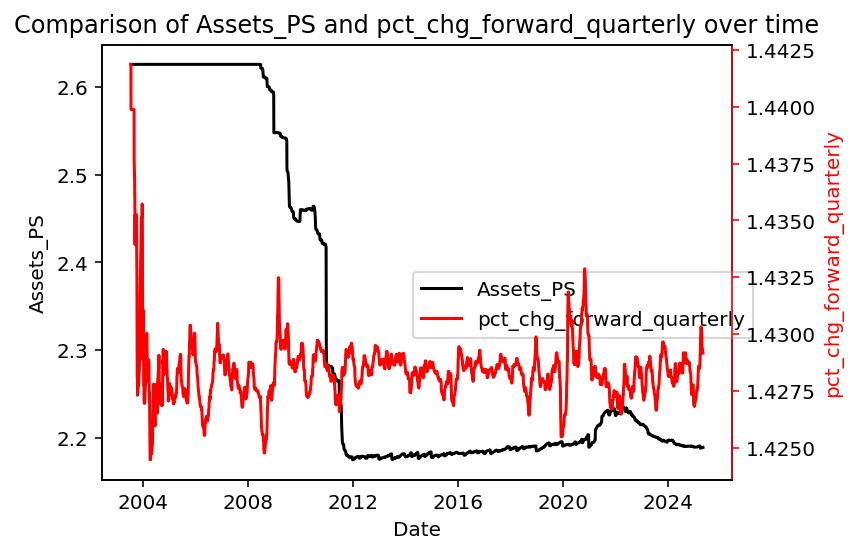 Comparison of Assets_PS and pct_chg_forward_quarterly over time
2.6
2.5
2.4
2.3
2.2
Assets_PS
1.4425
1.4400
1.4375
1.4350
1.4325
1.4300
1.4275
1.4250
pct_chg_forward_quarterly
Assets_PS
pct_chg_forward_quarterly
2004 2008 2012 2016 2020 2024
Date